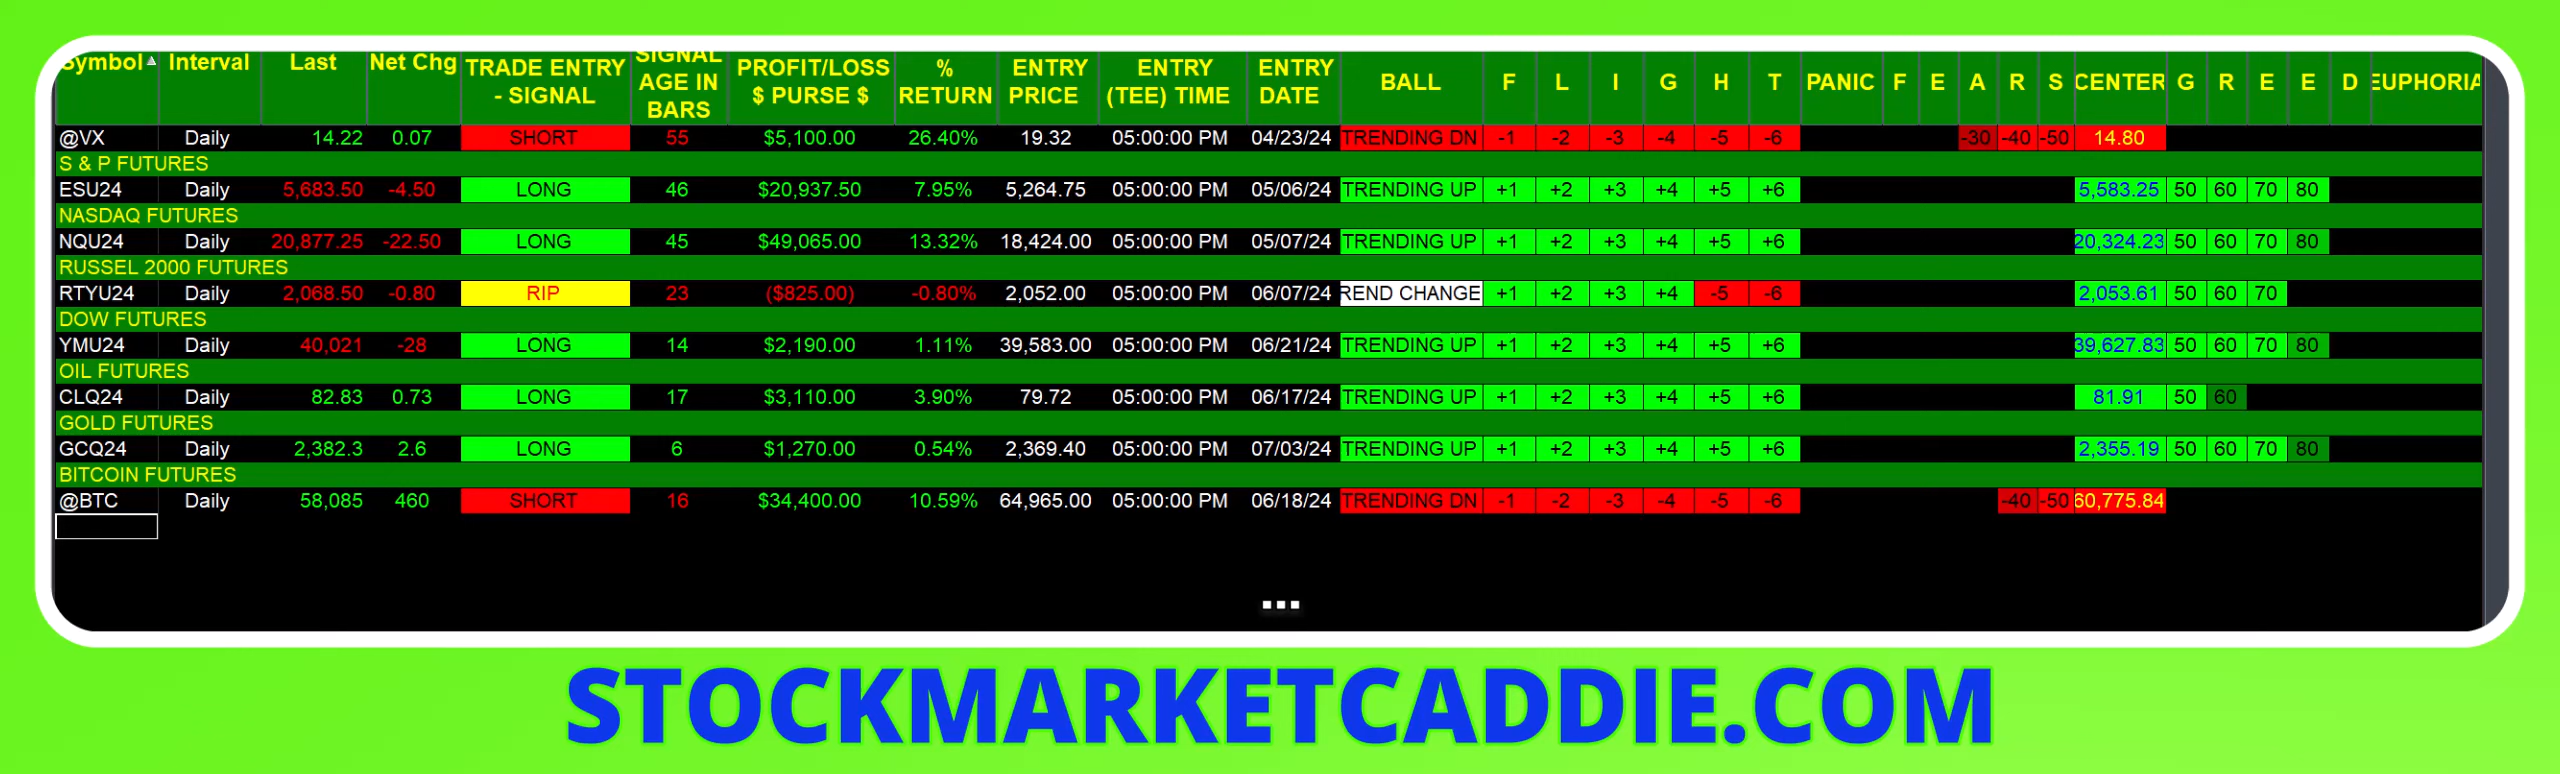 Symbol Interval Last Net Chg TRADE ENTRY - SIGNAL SIGNAL AGE IN BARS PROFIT/LOSS $ PURSE $ % RETURN ENTRY PRICE ENTRY (TEE) TIME ENTRY DATE BALL F L I G H T PANIC F E A R S CENTER G R E E D EUPHORIA
@VX Daily 14.22 0.07 SHORT 55 $5,100.00 26.40% 19.32 05:00:00 PM 04/23/24 TRENDING DN -1 -2 -3 -4 -5 -6 -30 -40 -50 14.80
S & P FUTURES
ESU24 Daily 5,683.50 -4.50 LONG 46 $20,937.50 7.95% 5,264.75 05:00:00 PM 05/06/24 TRENDING UP +1 +2 +3 +4 +5 +6 5,583.25 50 60 70 80
NASDAQ FUTURES
NQU24 Daily 20,877.25 -22.50 LONG 45 $49,065.00 13.32% 18,424.00 05:00:00 PM 05/07/24 TRENDING UP +1 +2 +3 +4 +5 +6 20,324.23 50 60 70 80
RUSSEL 2000 FUTURES
RTYU24 Daily 2,068.50 -0.80 RIP 23 ($825.00) -0.80% 2,052.00 05:00:00 PM 06/07/24 REND CHANGE +1 +2 +3 +4 -5 -6 2,053.61 50 60 70
DOW FUTURES
YMU24 Daily 40,021 -28 LONG 14 $2,190.00 1.11% 39,583.00 05:00:00 PM 06/21/24 TRENDING UP +1 +2 +3 +4 +5 +6 39,627.83 50 60 70 80
OIL FUTURES
CLQ24 Daily 82.83 0.73 LONG 17 $3,110.00 3.90% 79.72 05:00:00 PM 06/17/24 TRENDING UP +1 +2 +3 +4 +5 +6 81.91 50 60
GOLD FUTURES
GCQ24 Daily 2,382.3 2.6 LONG 6 $1,270.00 0.54% 2,369.40 05:00:00 PM 07/03/24 TRENDING UP +1 +2 +3 +4 +5 +6 2,355.19 50 60 70 80
BITCOIN FUTURES
@BTC Daily 58,085 460 SHORT 16 $34,400.00 10.59% 64,965.00 05:00:00 PM 06/18/24 TRENDING DN -1 -2 -3 -4 -5 -6 -40 -50 60,775.84
...
STOCKMARKETCADDIE.COM